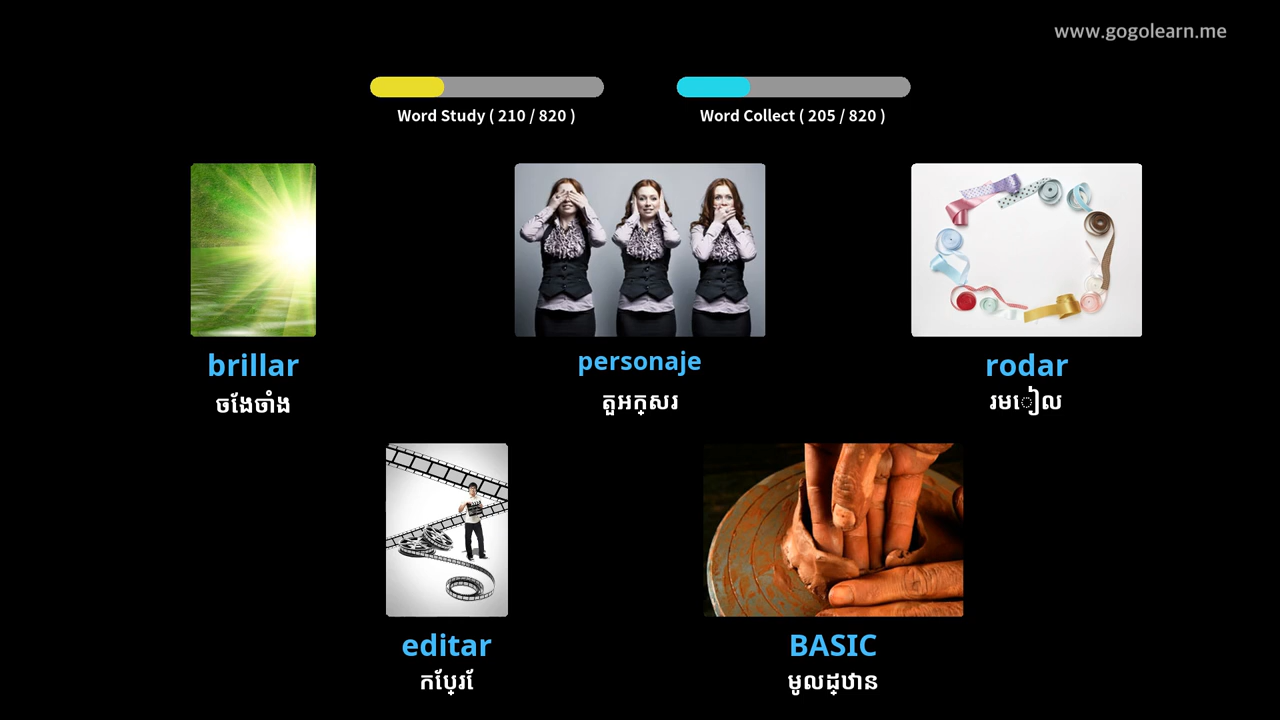 www.gogolearn.me
Word Study ( 210 / 820 )
Word Collect ( 205 / 820 )
brillar
ចងែចាំង
personaje
តួអក្សរ
rodar
រមៀល
editar
កប្រែែ
BASIC
មូលដ្ឋាន